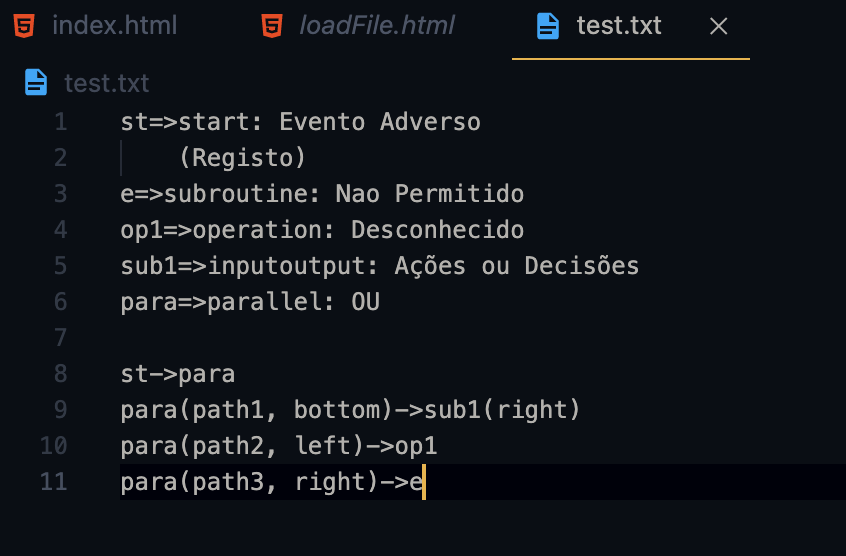 index.html loadFile.html test.txt
test.txt
1 st=>start: Evento Adverso
2 (Registo)
3 e=>subroutine: Nao Permitido
4 op1=>operation: Desconhecido
5 sub1=>inputoutput: Ações ou Decisões
6 para=>parallel: OU
7
8 st->para
9 para(path1, bottom)->sub1(right)
10 para(path2, left)->op1
11 para(path3, right)->e